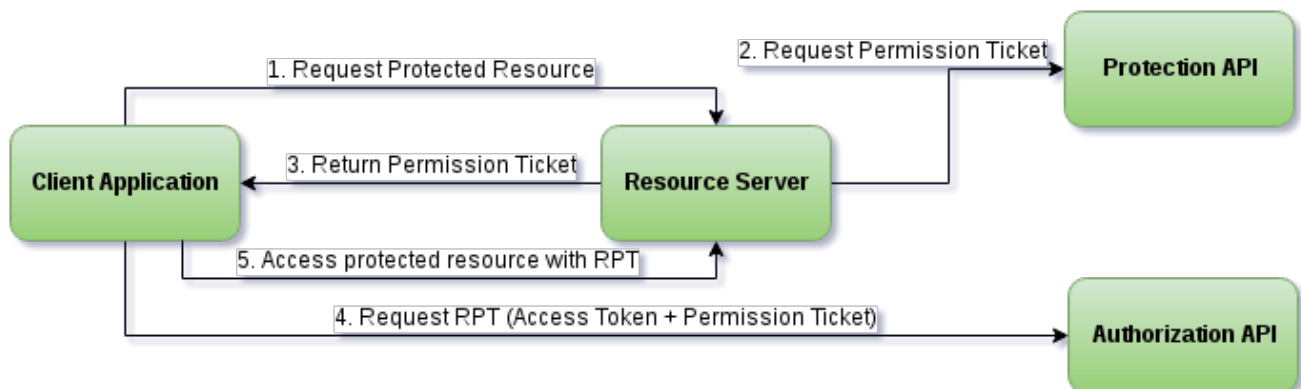 2. Request Permission Ticket
1. Request Protected Resource
Protection API
3. Return Permission Ticket
Client Application
Resource Server
5. Access protected resource with RPT
4. Request RPT (Access Token + Permission Ticket)
Authorization API